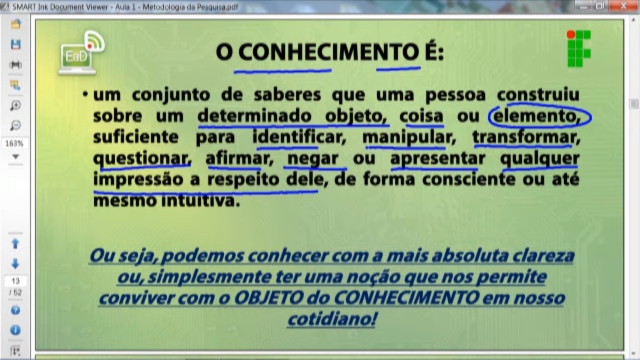 SMART Ink Document Viewer - Aula 1 - Metodologia da Pesquisa.pdf
EnD
O CONHECIMENTO É:
• um conjunto de saberes que uma pessoa construiu
sobre um determinado objeto, coisa ou elemento,
suficiente para identificar, manipular, transformar,
questionar, afirmar, negar ou apresentar qualquer
impressão a respeito dele, de forma consciente ou até
mesmo intuitiva.
163%
Ou seja, podemos conhecer com a mais absoluta clareza
ou, simplesmente ter uma noção que nos permite
conviver com o OBJETO do CONHECIMENTO em nosso
cotidiano!
13
/ 52